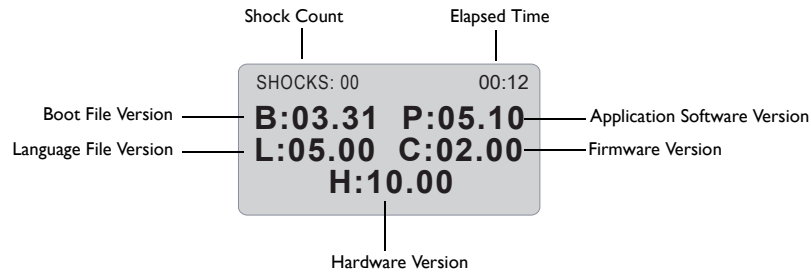 Shock Count Elapsed Time
SHOCKS: 00 00:12
Boot File Version B:03.31 P:05.10 Application Software Version
Language File Version L:05.00 C:02.00 Firmware Version
H:10.00
Hardware Version